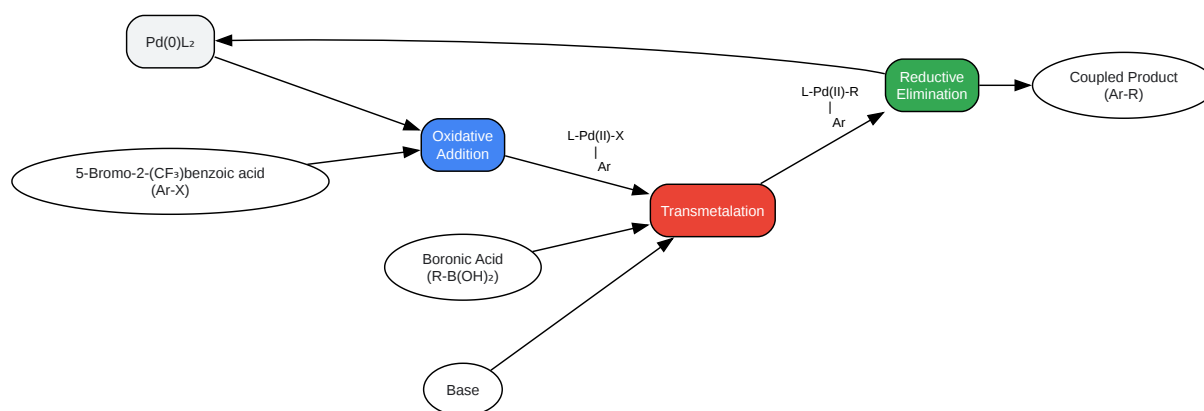 Pd(0)L₂
Oxidative
Addition
5-Bromo-2-(CF₃)benzoic acid
(Ar-X)
L-Pd(II)-X
|
Ar
Boronic Acid
(R-B(OH)₂)
Base
Transmetalation
L-Pd(II)-R
|
Ar
Reductive
Elimination
Coupled Product
(Ar-R)